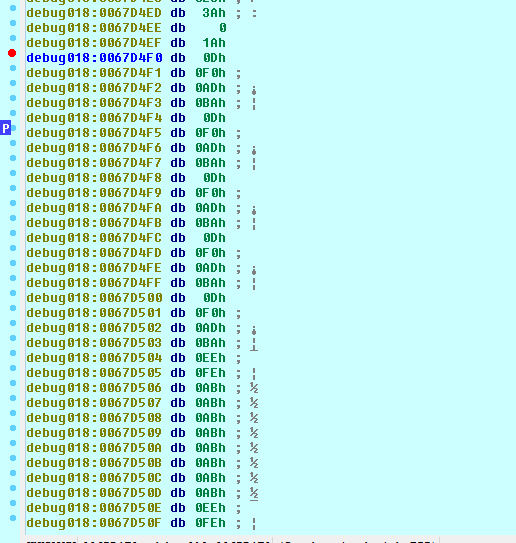 debug018:0067D4ED db 3Ah ; :
debug018:0067D4EE db 0
debug018:0067D4EF db 1Ah
debug018:0067D4F0 db 0Dh
debug018:0067D4F1 db 0F0h ;
debug018:0067D4F2 db 0ADh ; ¡
debug018:0067D4F3 db 0BAh ; ¦
P
debug018:0067D4F4 db 0Dh
debug018:0067D4F5 db 0F0h ;
debug018:0067D4F6 db 0ADh ; ¡
debug018:0067D4F7 db 0BAh ; ¦
debug018:0067D4F8 db 0Dh
debug018:0067D4F9 db 0F0h ;
debug018:0067D4FA db 0ADh ; ¡
debug018:0067D4FB db 0BAh ; ¦
debug018:0067D4FC db 0Dh
debug018:0067D4FD db 0F0h ;
debug018:0067D4FE db 0ADh ; ¡
debug018:0067D4FF db 0BAh ; ¦
debug018:0067D500 db 0Dh
debug018:0067D501 db 0F0h ;
debug018:0067D502 db 0ADh ; ¡
debug018:0067D503 db 0BAh ; ¦
debug018:0067D504 db 0EEh ;
debug018:0067D505 db 0FEh ; ¦
debug018:0067D506 db 0ABh ; ½
debug018:0067D507 db 0ABh ; ½
debug018:0067D508 db 0ABh ; ½
debug018:0067D509 db 0ABh ; ½
debug018:0067D50A db 0ABh ; ½
debug018:0067D50B db 0ABh ; ½
debug018:0067D50C db 0ABh ; ½
debug018:0067D50D db 0ABh ; ½
debug018:0067D50E db 0EEh ;
debug018:0067D50F db 0FEh ; ¦